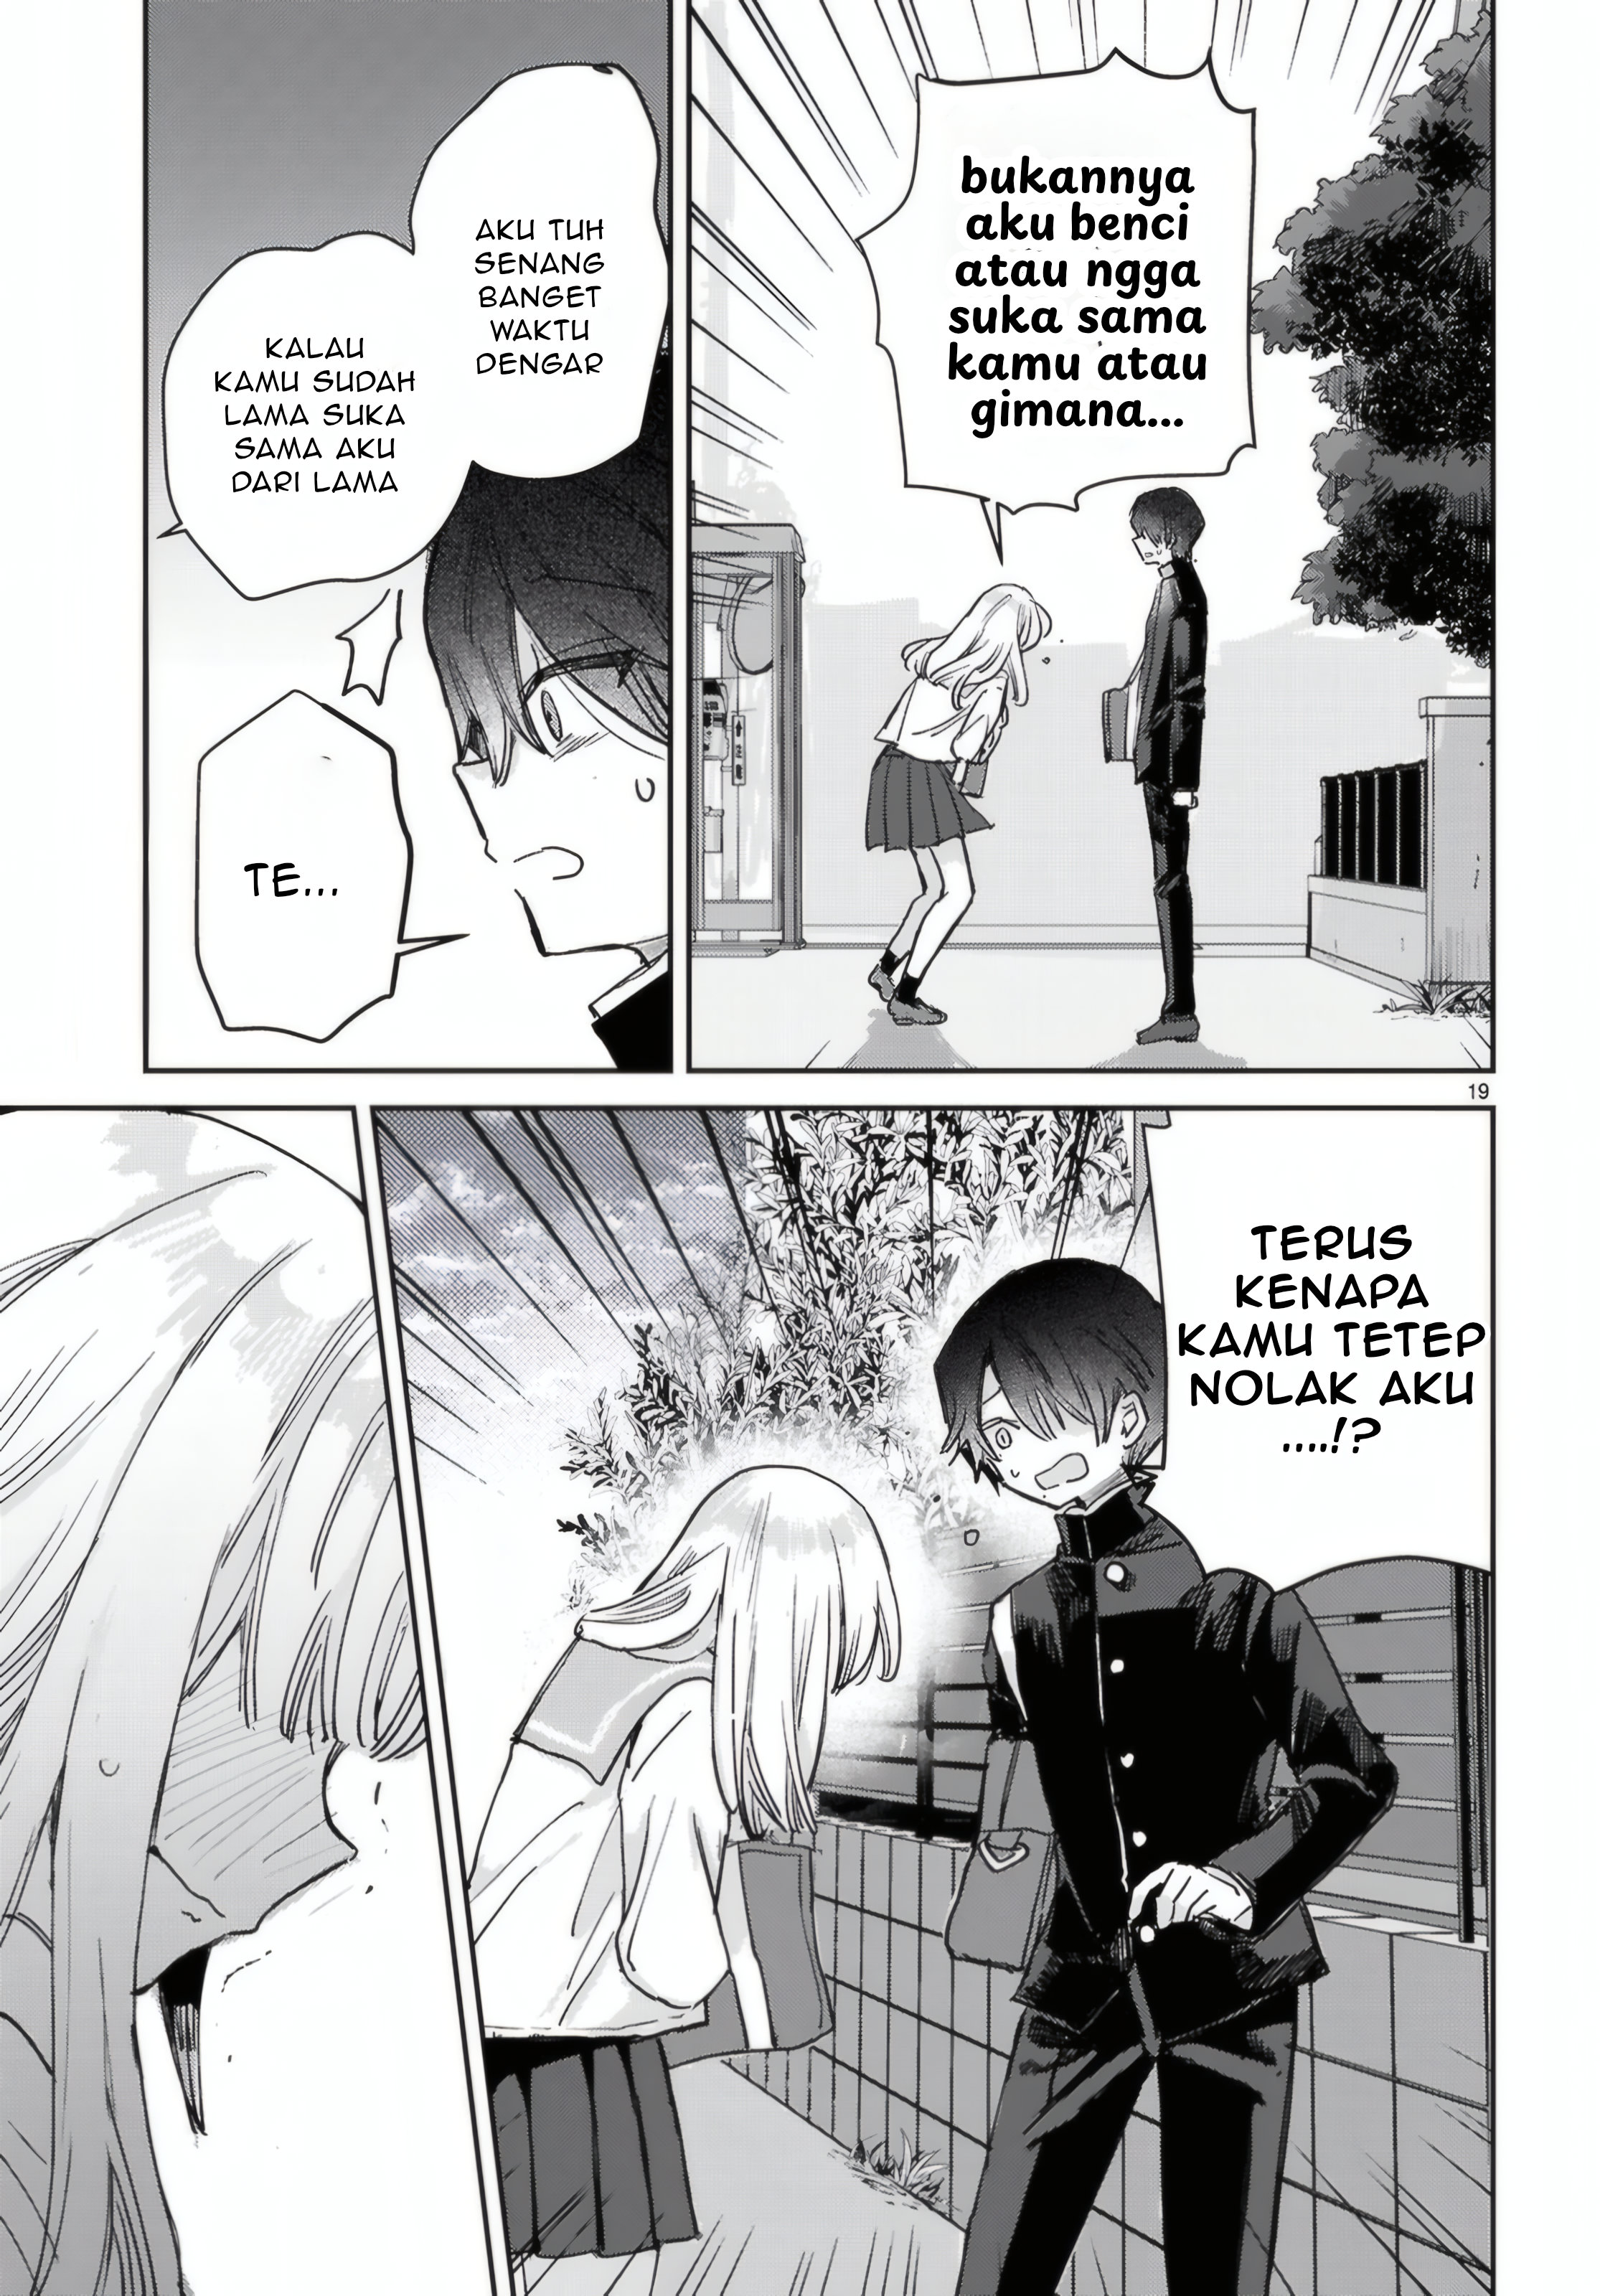 bukannya
aku benci
atau ngga
suka sama
kamu atau
gimana...
AKU TUH
SENANG
BANGET
WAKTU
DENGAR
KALAU
KAMU SUDAH
LAMA SUKA
SAMA AKU
DARI LAMA
TE...
19
TERUS
KENAPA
KAMU TETEP
NOLAK AKU
....!?